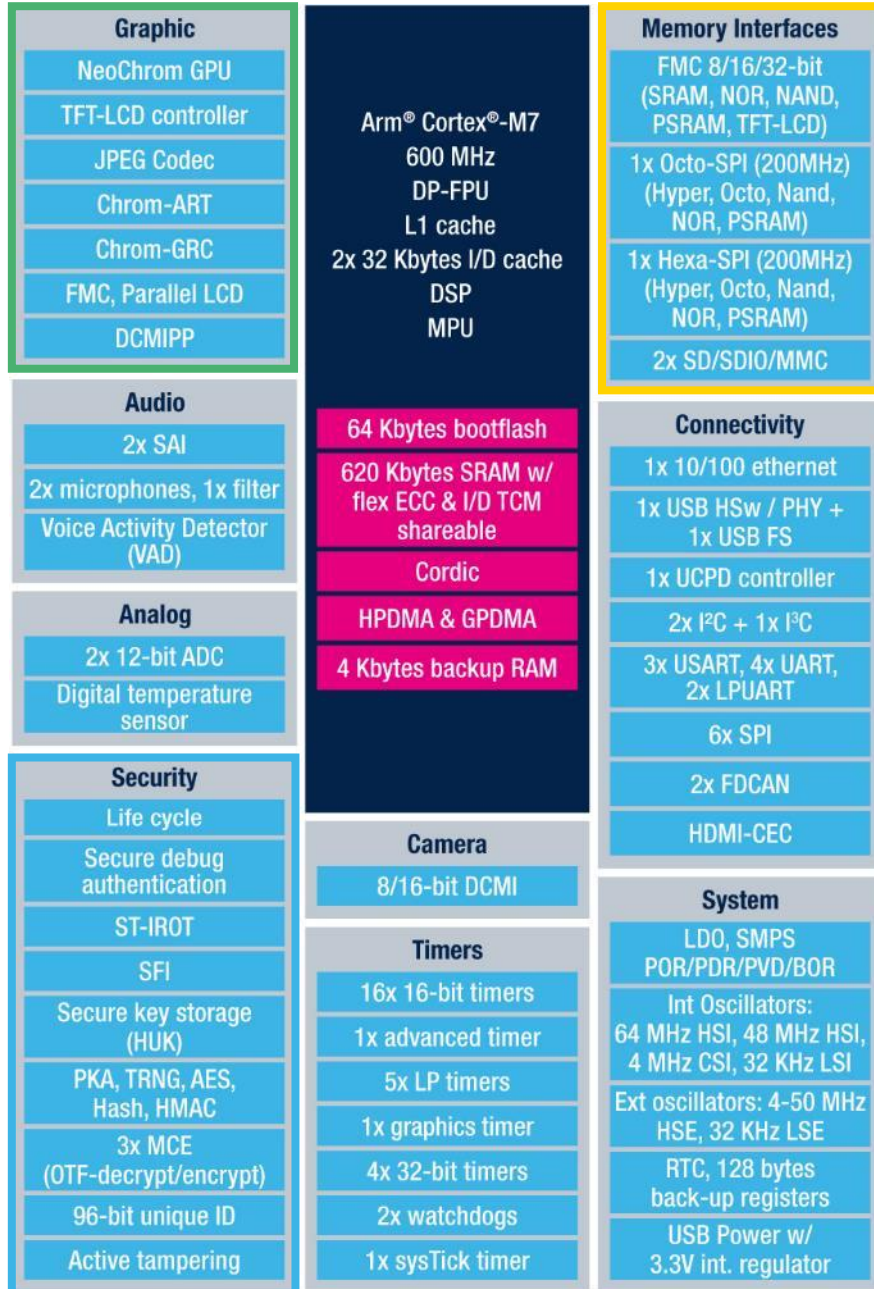 Graphic
NeoChrom GPU
TFT-LCD controller
JPEG Codec
Chrom-ART
Chrom-GRC
FMC, Parallel LCD
DCMIPP
Audio
2x SAI
2x microphones, 1x filter
Voice Activity Detector
(VAD)
Analog
2x 12-bit ADC
Digital temperature
sensor
Security
Life cycle
Secure debug
authentication
ST-IROT
SFI
Secure key storage
(HUK)
PKA, TRNG, AES,
Hash, HMAC
3x MCE
(OTF-decrypt/encrypt)
96-bit unique ID
Active tampering
Arm® Cortex®-M7
600 MHz
DP-FPU
L1 cache
2x 32 Kbytes I/D cache
DSP
MPU
64 Kbytes bootflash
620 Kbytes SRAM w/
flex ECC & I/D TCM
shareable
Cordic
HPDMA & GPDMA
4 Kbytes backup RAM
Camera
8/16-bit DCMI
Timers
16x 16-bit timers
1x advanced timer
5x LP timers
1x graphics timer
4x 32-bit timers
2x watchdogs
1x sysTick timer
Memory Interfaces
FMC 8/16/32-bit
(SRAM, NOR, NAND,
PSRAM, TFT-LCD)
1x Octo-SPI (200MHz)
(Hyper, Octo, Nand,
NOR, PSRAM)
1x Hexa-SPI (200MHz)
(Hyper, Octo, Nand,
NOR, PSRAM)
2x SD/SDIO/MMC
Connectivity
1x 10/100 ethernet
1x USB HSw / PHY +
1x USB FS
1x UCPD controller
2x I²C + 1x I³C
3x USART, 4x UART,
2x LPUART
6x SPI
2x FDCAN
HDMI-CEC
System
LDO, SMPS
POR/PDR/PVD/BOR
Int Oscillators:
64 MHz HSI, 48 MHz HSI,
4 MHz CSI, 32 KHz LSI
Ext oscillators: 4-50 MHz
HSE, 32 KHz LSE
RTC, 128 bytes
back-up registers
USB Power w/
3.3V int. regulator